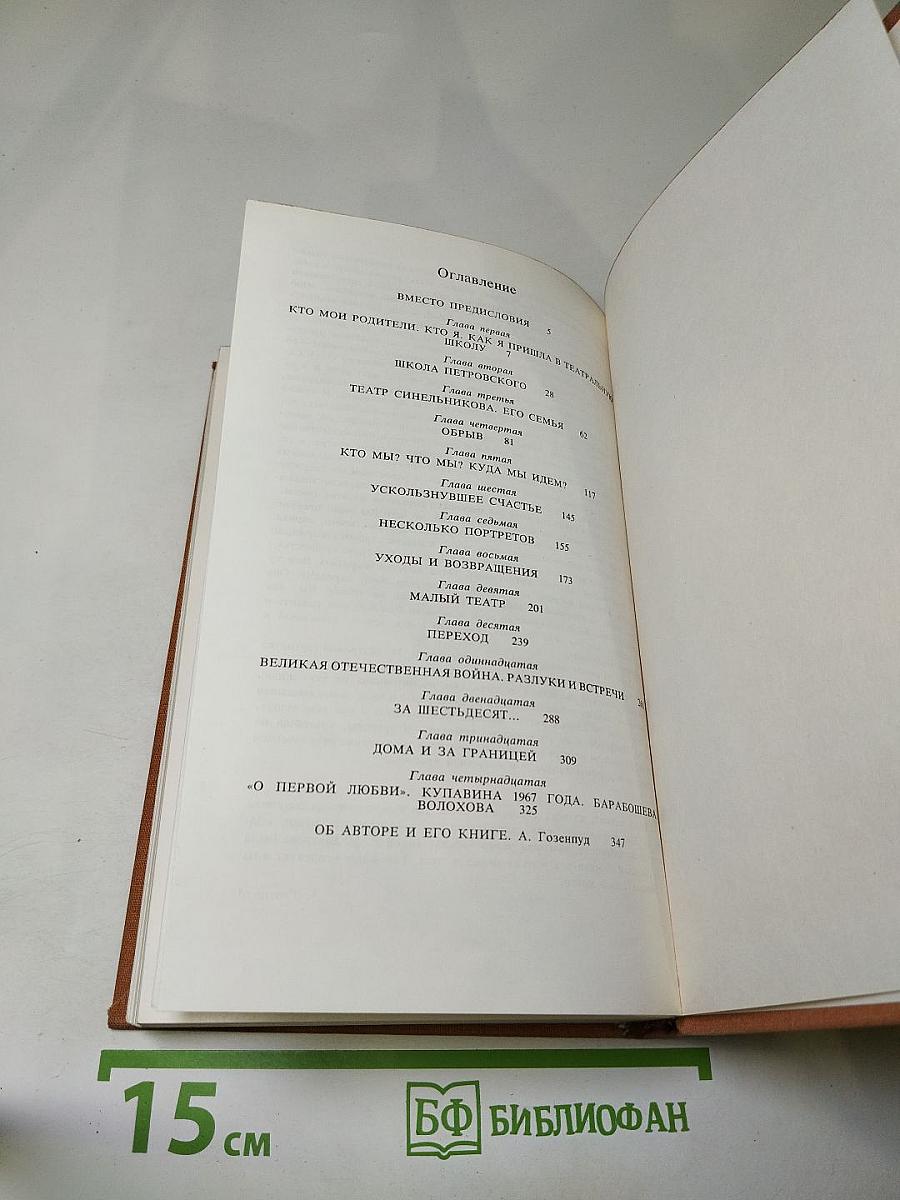 Оглавление
ВМЕСТО ПРЕДИСЛОВИЯ 5
Глава первая
КТО МОИ РОДИТЕЛИ. КТО Я. КАК Я ПРИШЛА В ТЕАТРАЛЬНУЮ
ШКОЛУ 7
Глава вторая
ШКОЛА ПЕТРОВСКОГО 28
Глава третья
ТЕАТР СИНЕЛЬНИКОВА. ЕГО СЕМЬЯ 62
Глава четвертая
ОБРЫВ 81
Глава пятая
КТО МЫ? ЧТО МЫ? КУДА МЫ ИДЕМ? 117
Глава шестая
УСКОЛЬЗНУВШЕЕ СЧАСТЬЕ 145
Глава седьмая
НЕСКОЛЬКО ПОРТРЕТОВ 155
Глава восьмая
УХОДЫ И ВОЗВРАЩЕНИЯ 173
Глава девятая
МАЛЫЙ ТЕАТР 201
Глава десятая
ПЕРЕХОД 239
Глава одиннадцатая
ВЕЛИКАЯ ОТЕЧЕСТВЕННАЯ ВОЙНА. РАЗЛУКИ И ВСТРЕЧИ
Глава двенадцатая
ЗА ШЕСТЬДЕСЯТ... 288
Глава тринадцатая
ДОМА И ЗА ГРАНИЦЕЙ 309
Глава четырнадцатая
«О ПЕРВОЙ ЛЮБВИ». КУПАВИНА 1967 ГОДА. БАРАБОШЕВА
ВОЛОХОВА 325
ОБ АВТОРЕ И ЕГО КНИГЕ. А. Гозенпуд 347
15 см
БФ БИБЛИОФАН